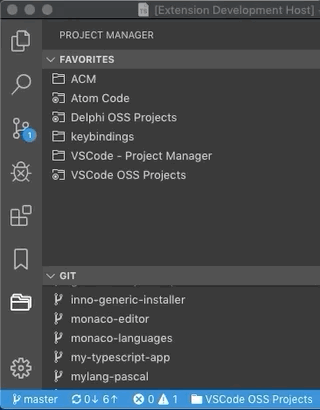 [Extension Development Host]
PROJECT MANAGER
FAVORITES
ACM
Atom Code
Delphi OSS Projects
keybindings
VSCode - Project Manager
VSCode OSS Projects
1
GIT
inno-generic-installer
monaco-editor
monaco-languages
my-typescript-app
mylang-pascal
master 0↓ 6↑ 0 1 VSCode OSS Projects